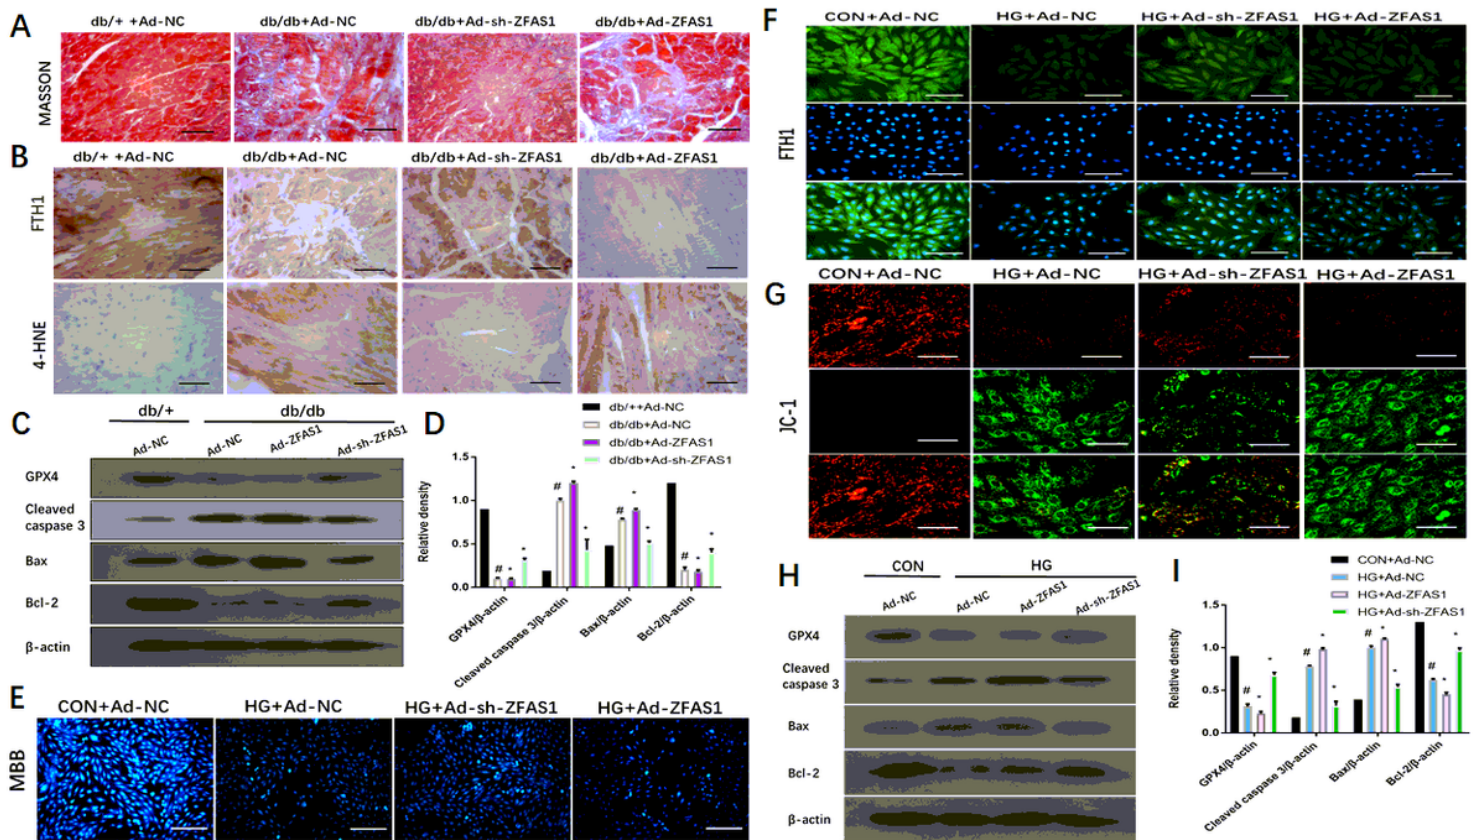 A
db/+ +Ad-NC db/db+Ad-NC db/db+Ad-sh-ZFAS1 db/db+Ad-ZFAS1
MASSON
B
db/+ +Ad-NC db/db+Ad-NC db/db+Ad-sh-ZFAS1 db/db+Ad-ZFAS1
FTH1
4-HNE
C
db/+ db/db
Ad-NC Ad-NC Ad-ZFAS1 Ad-sh-ZFAS1
GPX4
Cleaved
caspase 3
Bax
Bcl-2
β-actin
D
db/++Ad-NC
db/db+Ad-NC
db/db+Ad-ZFAS1
db/db+Ad-sh-ZFAS1
Relative density
1.5
1.0
0.5
0.0
# * * # * * # * * # * *
GPX4/β-actin
Cleaved caspase 3/β-actin
Bax/β-actin
Bcl-2/β-actin
E
CON+Ad-NC HG+Ad-NC HG+Ad-sh-ZFAS1 HG+Ad-ZFAS1
MBB
F
CON+Ad-NC HG+Ad-NC HG+Ad-sh-ZFAS1 HG+Ad-ZFAS1
FTH1
G
CON+Ad-NC HG+Ad-NC HG+Ad-sh-ZFAS1 HG+Ad-ZFAS1
JC-1
H
CON HG
Ad-NC Ad-NC Ad-ZFAS1 Ad-sh-ZFAS1
GPX4
Cleaved
caspase 3
Bax
Bcl-2
β-actin
I
CON+Ad-NC
HG+Ad-NC
HG+Ad-ZFAS1
HG+Ad-sh-ZFAS1
Relative density
1.5
1.0
0.5
0.0
# * * # * * # * * # * *
GPX4/β-actin
Cleaved caspase 3/β-actin
Bax/β-actin
Bcl-2/β-actin